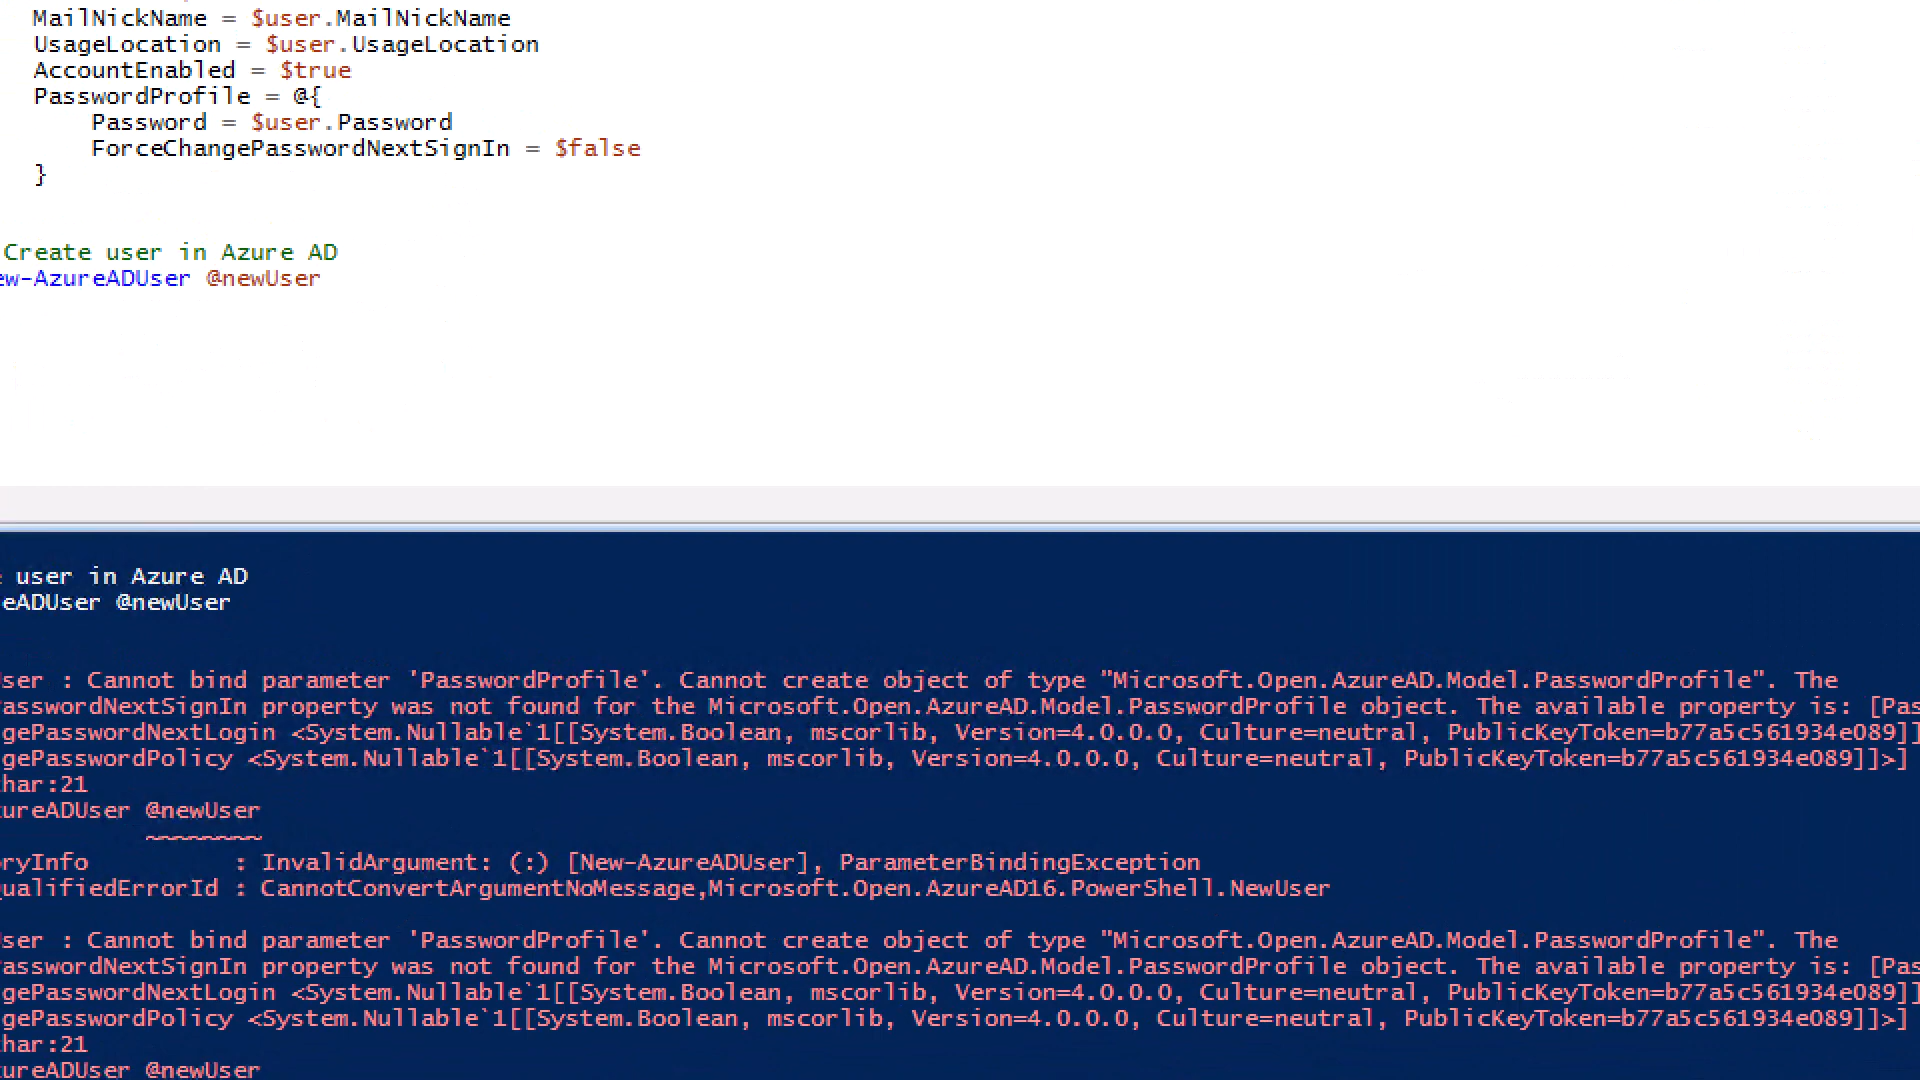 MailNickName = $user.MailNickName
UsageLocation = $user.UsageLocation
AccountEnabled = $true
PasswordProfile = @{
Password = $user.Password
ForceChangePasswordNextSignIn = $false
}
Create user in Azure AD
ew-AzureADUser @newUser
user in Azure AD
eADUser @newUser
ser : Cannot bind parameter 'PasswordProfile'. Cannot create object of type "Microsoft.Open.AzureAD.Model.PasswordProfile". The
asswordNextSignIn property was not found for the Microsoft.Open.AzureAD.Model.PasswordProfile object. The available property is: [Pas
gePasswordNextLogin <System.Nullable`1[[System.Boolean, mscorlib, Version=4.0.0.0, Culture=neutral, PublicKeyToken=b77a5c561934e089]]
gePasswordPolicy <System.Nullable`1[[System.Boolean, mscorlib, Version=4.0.0.0, Culture=neutral, PublicKeyToken=b77a5c561934e089]]>]
har:21
ureADUser @newUser
~~~~~~~~
oryInfo : InvalidArgument: (:) [New-AzureADUser], ParameterBindingException
ualifiedErrorId : CannotConvertArgumentNoMessage,Microsoft.Open.AzureAD16.PowerShell.NewUser
ser : Cannot bind parameter 'PasswordProfile'. Cannot create object of type "Microsoft.Open.AzureAD.Model.PasswordProfile". The
asswordNextSignIn property was not found for the Microsoft.Open.AzureAD.Model.PasswordProfile object. The available property is: [Pas
gePasswordNextLogin <System.Nullable`1[[System.Boolean, mscorlib, Version=4.0.0.0, Culture=neutral, PublicKeyToken=b77a5c561934e089]]
gePasswordPolicy <System.Nullable`1[[System.Boolean, mscorlib, Version=4.0.0.0, Culture=neutral, PublicKeyToken=b77a5c561934e089]]>]
har:21
ureADUser @newUser